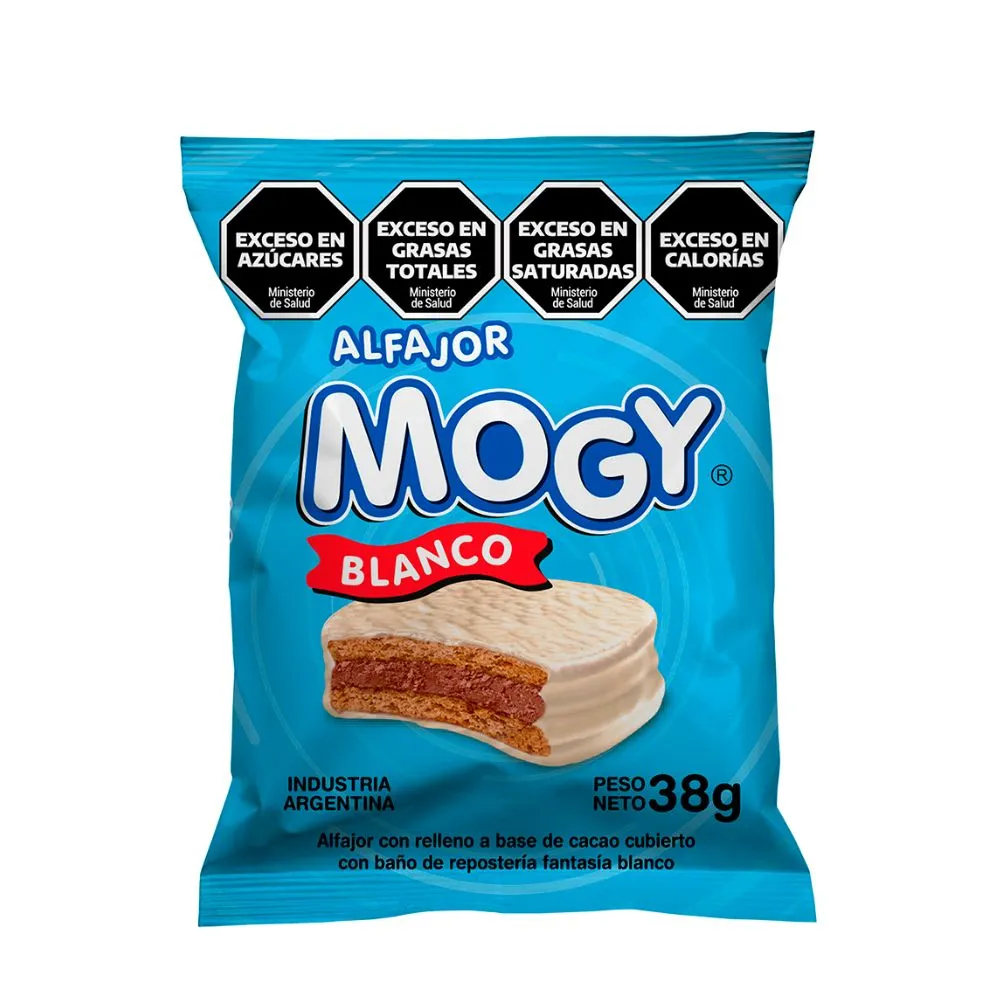 EXCESO EN
AZÚCARES
Ministerio
de Salud
EXCESO EN
GRASAS
TOTALES
Ministerio
de Salud
EXCESO EN
GRASAS
SATURADAS
Ministerio
de Salud
EXCESO EN
CALORÍAS
Ministerio
de Salud
ALFAJOR
MOGY®
BLANCO
INDUSTRIA
ARGENTINA
PESO
NETO 38g
Alfajor con relleno a base de cacao cubierto
con baño de repostería fantasía blanco